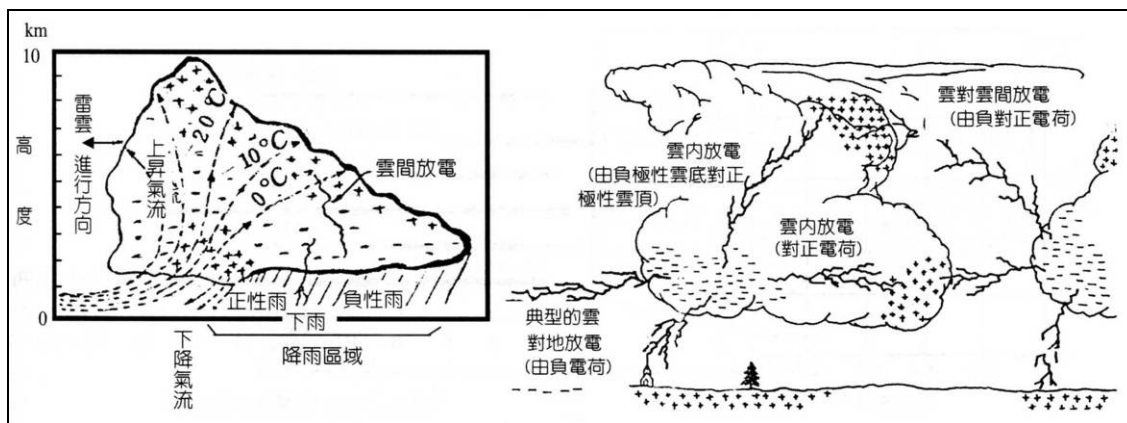 km
10
高度
0
雷雲
進行方向
上昇氣流
20°C
10°C
0°C
雲間放電
正性雨
負性雨
下雨
降雨區域
下降氣流
雲對雲間放電
(由負對正電荷)
雲內放電
(由負極性雲底對正
極性雲頂)
雲內放電
(對正電荷)
典型的雲
對地放電
(由負電荷)